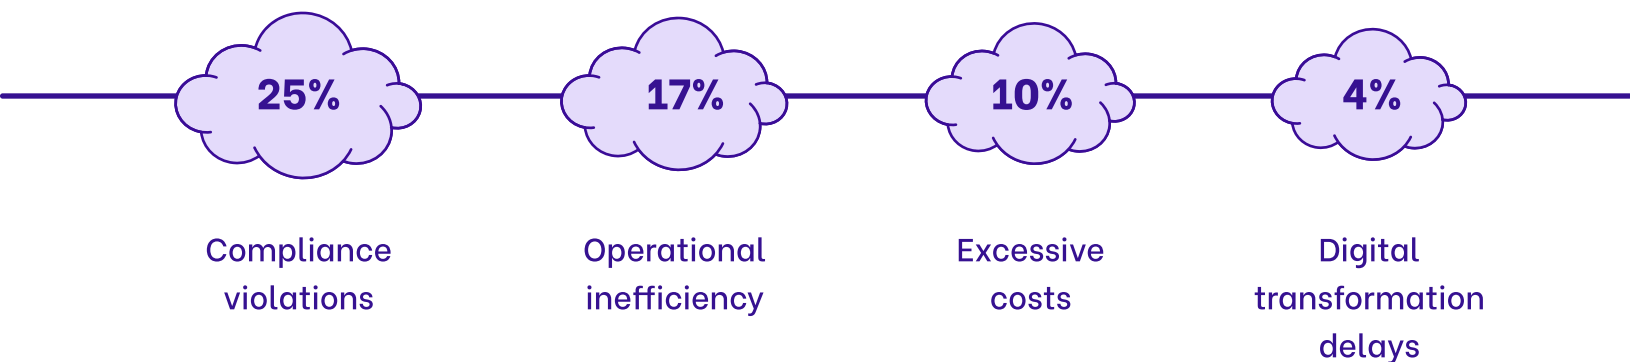 25%
17%
10%
4%
Compliance
violations
Operational
inefficiency
Excessive
costs
Digital
transformation
delays